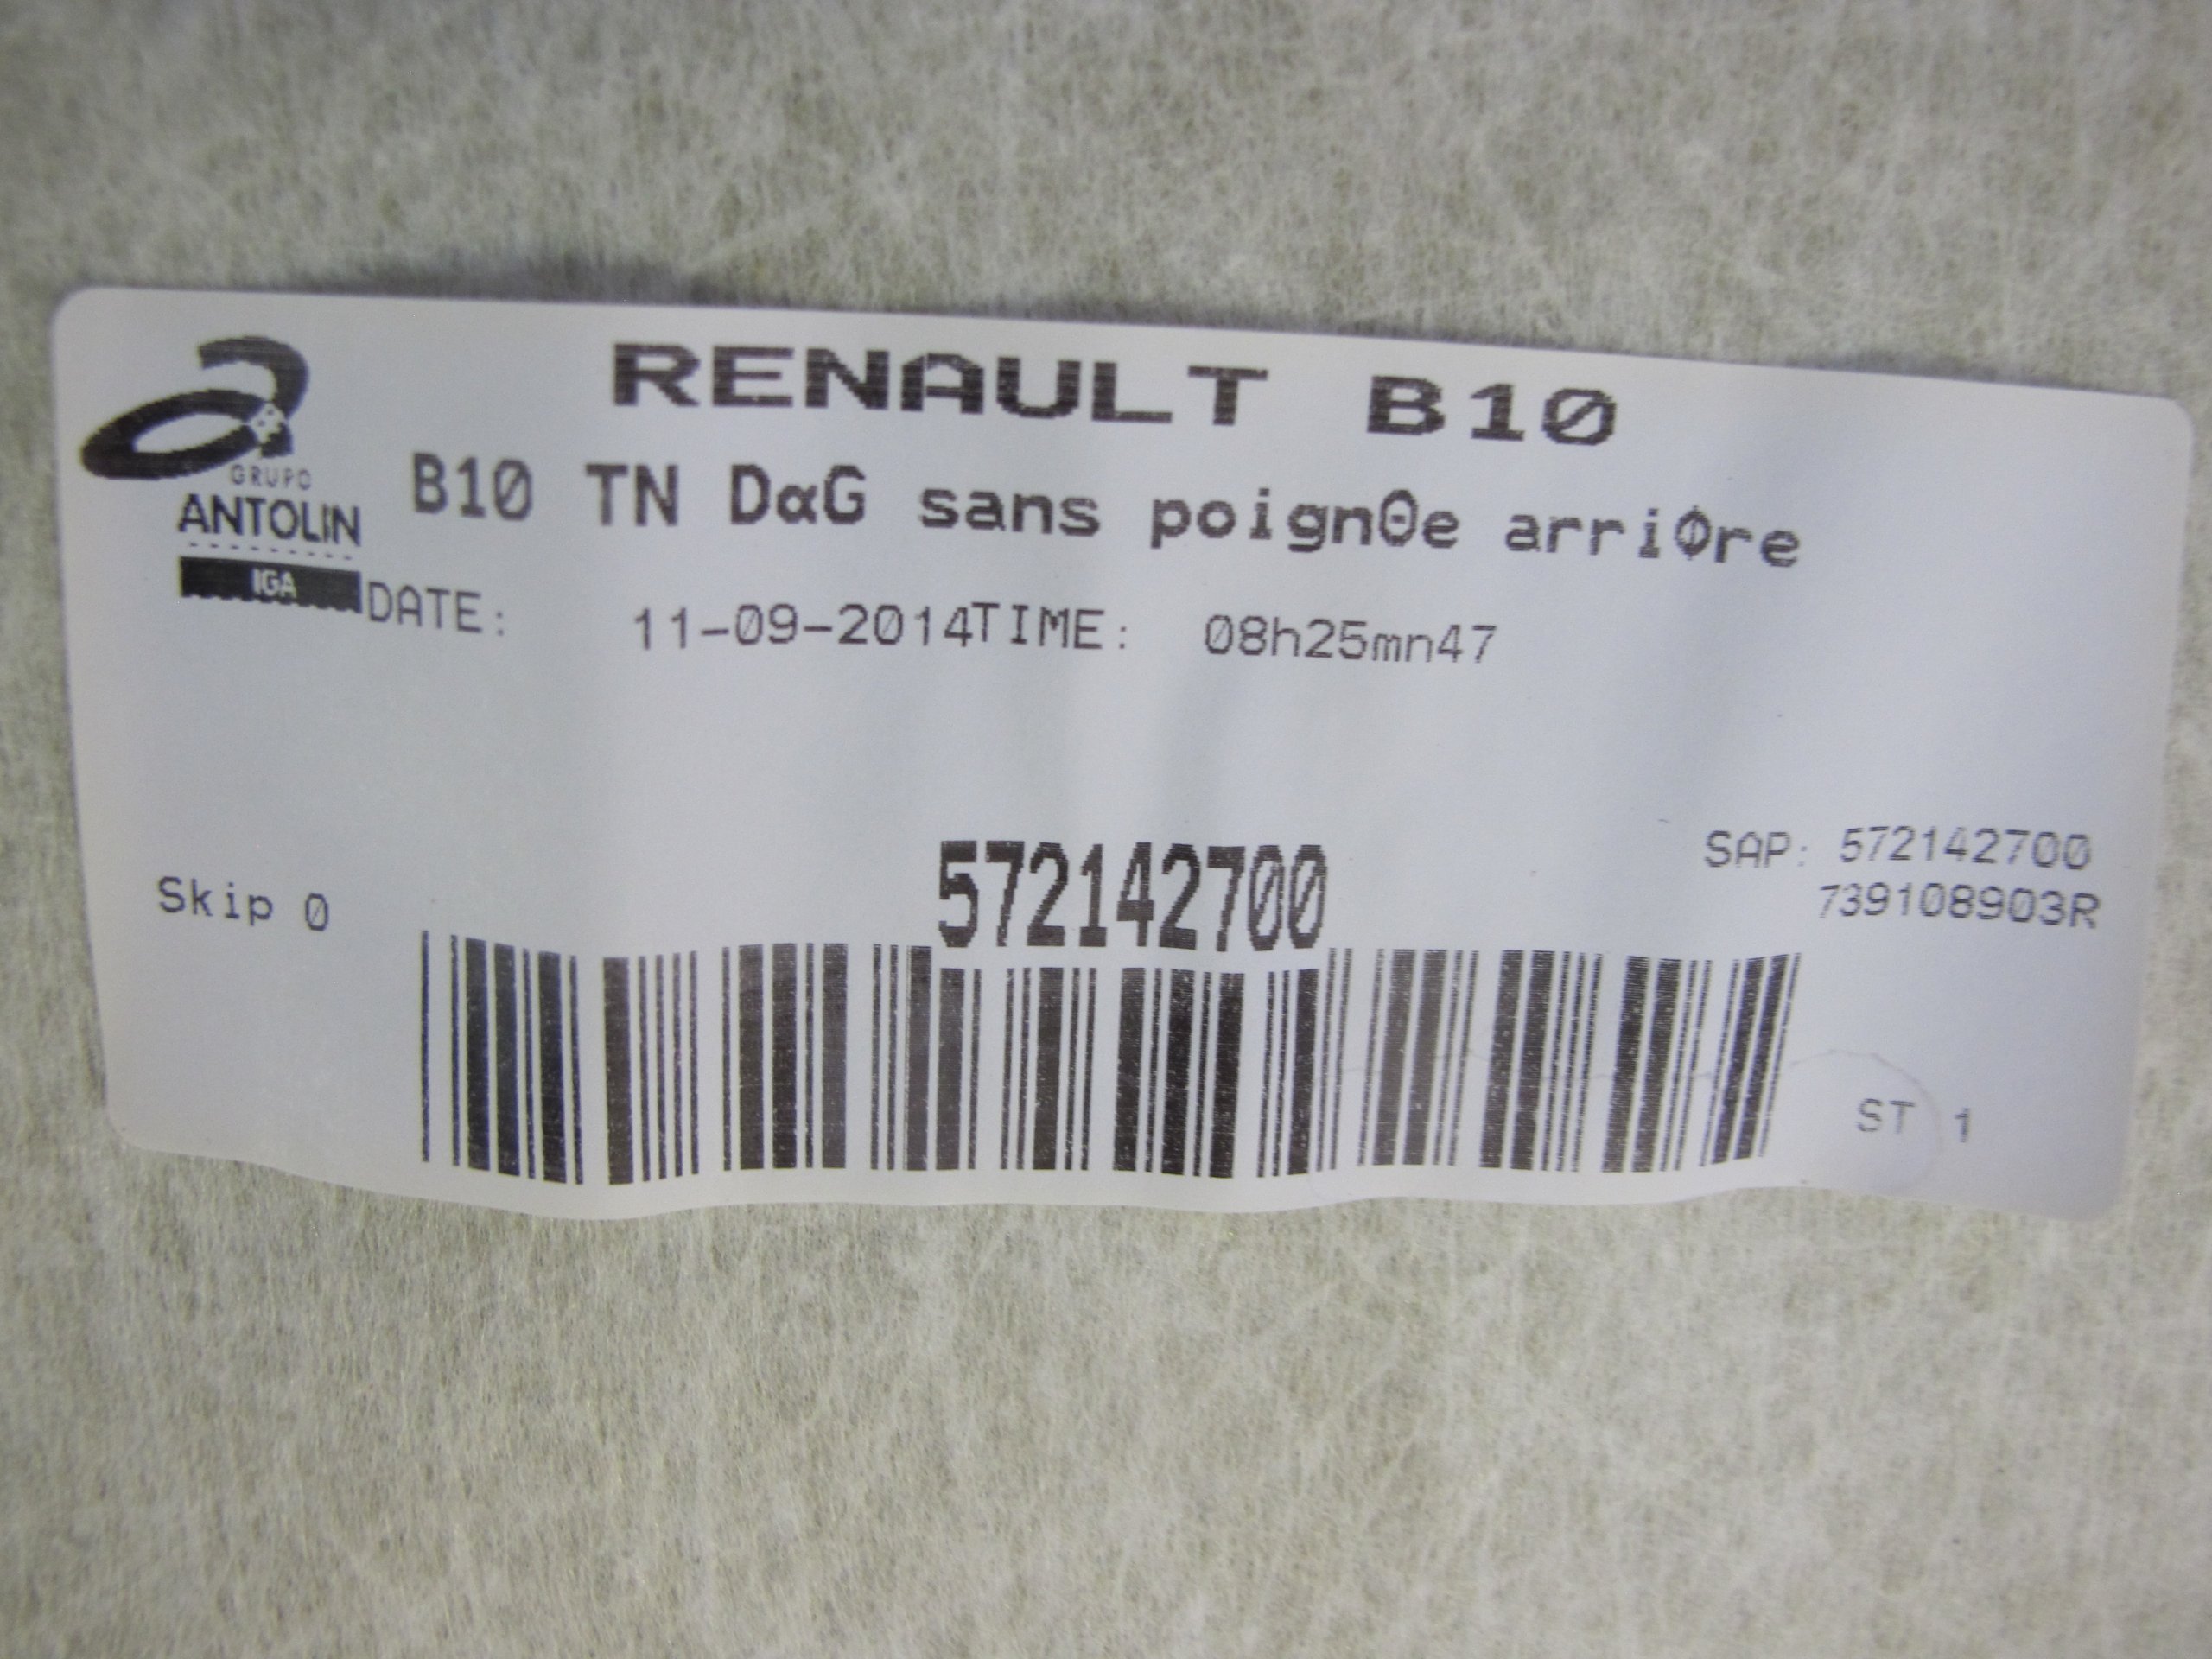 RENAULT B10
GRUPO
ANTOLIN
IGA
B10 TN DαG sans poignΘe arriΦre
DATE: 11-09-2014TIME: 08h25mn47
572142700
SAP: 572142700
739108903R
Skip 0
ST 1